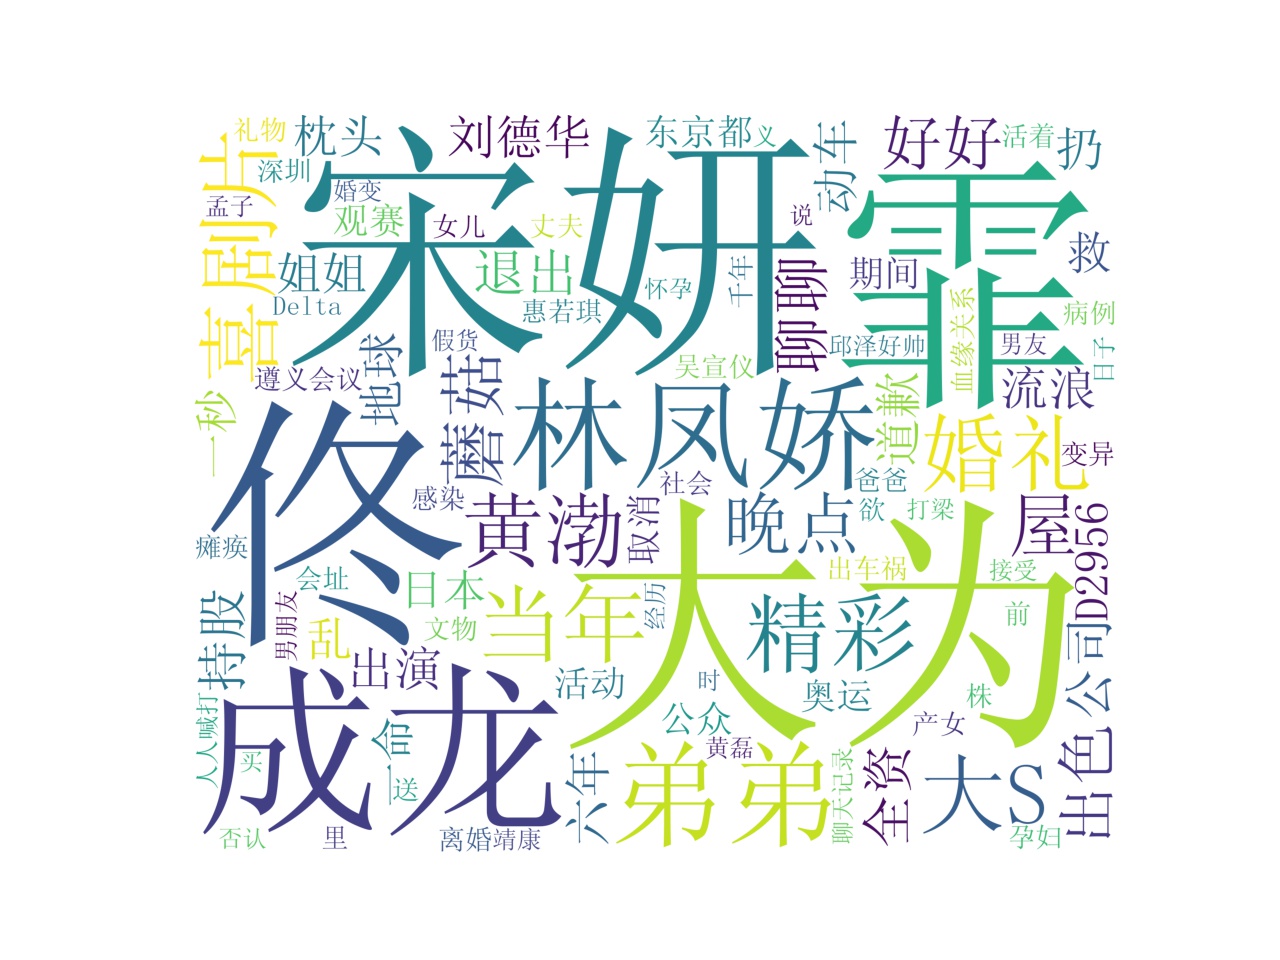 礼物
枕头
刘德华
东京都
义
动车
好好
活着
扔
喜剧片
深圳
婚变
宋妍霏
孟子
观赛
女儿
丈夫
说
救
姐姐
退出
千年
聊聊
期间
血缘关系
Delta
怀孕
惠若琪
病例
地球
假货
邱泽好帅
男友
日子
遵义会议
蘑菇
吴宣仪
流浪
一秒
林凤娇
道歉
婚礼
变异
佟大为
感染
社会
爸爸
黄渤
取消
晚点
欲
打梁
屋
D2956
瘫痪
会址
日本
出车祸
接受
持股
男朋友
乱
文物
当年
经历
精彩
前
出色
公司
出演
活动
时
奥运
株
成龙
人人喊打
一命
公众
产女
买
送
六年
弟弟
黄磊
聊天记录
全资
大S
否认
里
离婚
靖康
孕妇